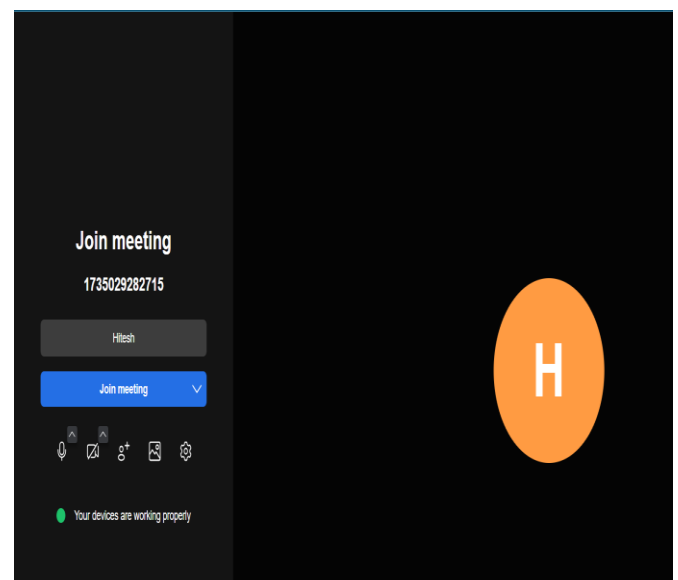 Join meeting
1735029282715
Hitesh
Join meeting
Your devices are working properly
H